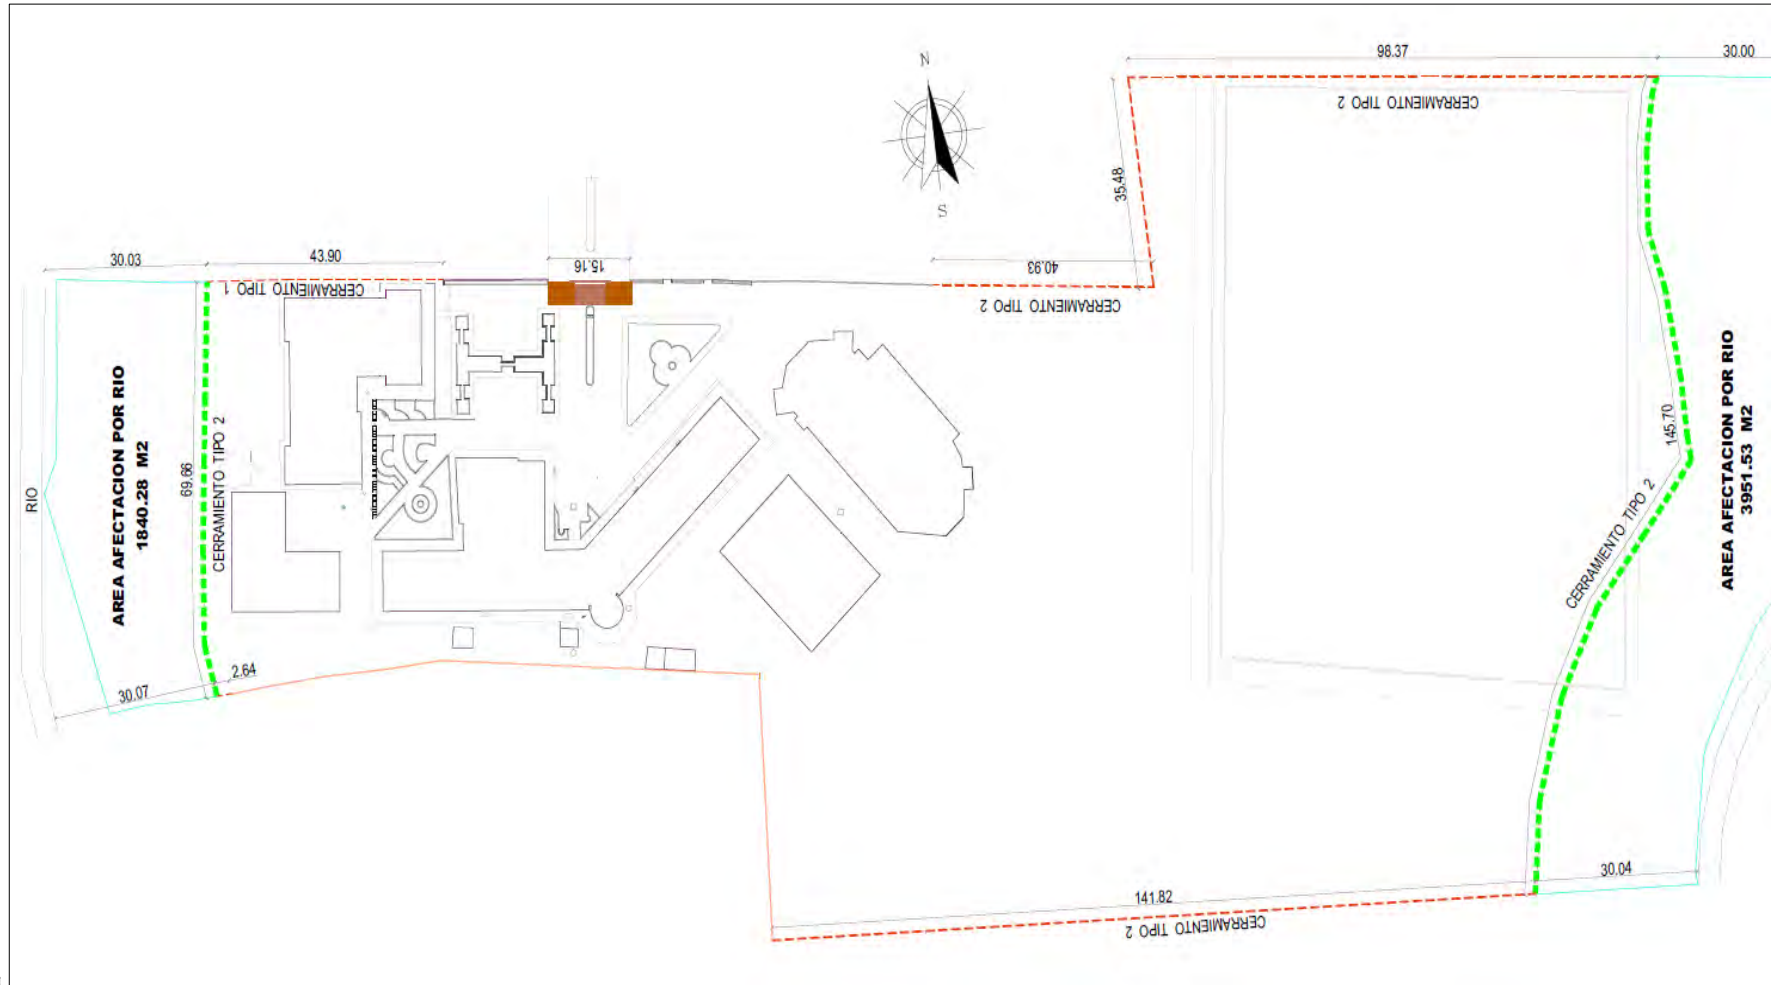 98.37
30.00
N
CERRAMIENTO TIPO 2
35.48
S
30.03
43.90
15.16
40.93
CERRAMIENTO TIPO 1
CERRAMIENTO TIPO 2
RIO
AREA AFECTACION POR RIO
1840.28 M2
69.66
CERRAMIENTO TIPO 2
145.70
CERRAMIENTO TIPO 2
AREA AFECTACION POR RIO
3951.53 M2
30.07
2.64
141.82
30.04
CERRAMIENTO TIPO 2